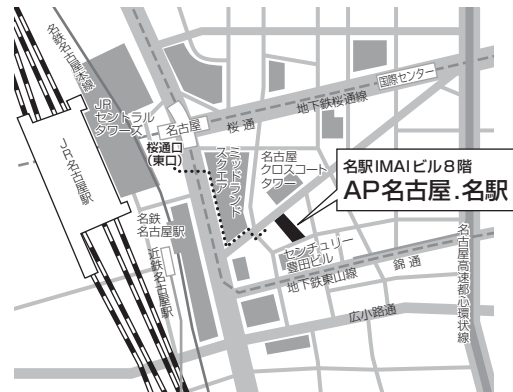 名鉄名古屋本線
JR
セントラル
タワーズ
JR名古屋駅
名古屋
桜通口
(東口)
桜通
地下鉄桜通線
国際センター
ミッドランド
スクエア
名古屋
クロスコート
タワー
名駅IMAIビル8階
AP名古屋.名駅
名鉄
名古屋駅
近鉄名古屋駅
センチュリー
豊田ビル
地下鉄東山線
錦通
広小路通
名古屋高速都心環状線